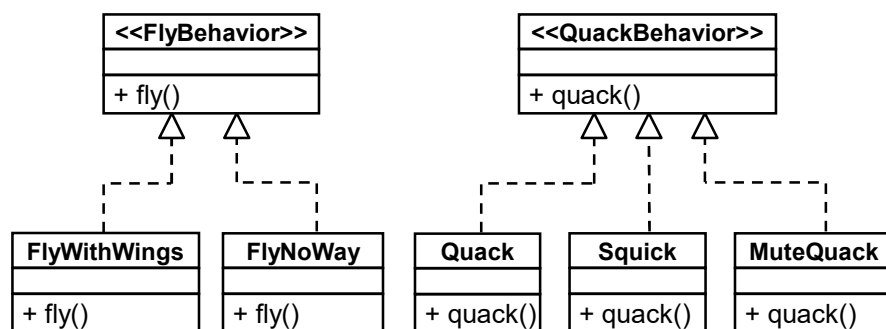 <<FlyBehavior>>
+ fly()
<<QuackBehavior>>
+ quack()
FlyWithWings
+ fly()
FlyNoWay
+ fly()
Quack
+ quack()
Squick
+ quack()
MuteQuack
+ quack()